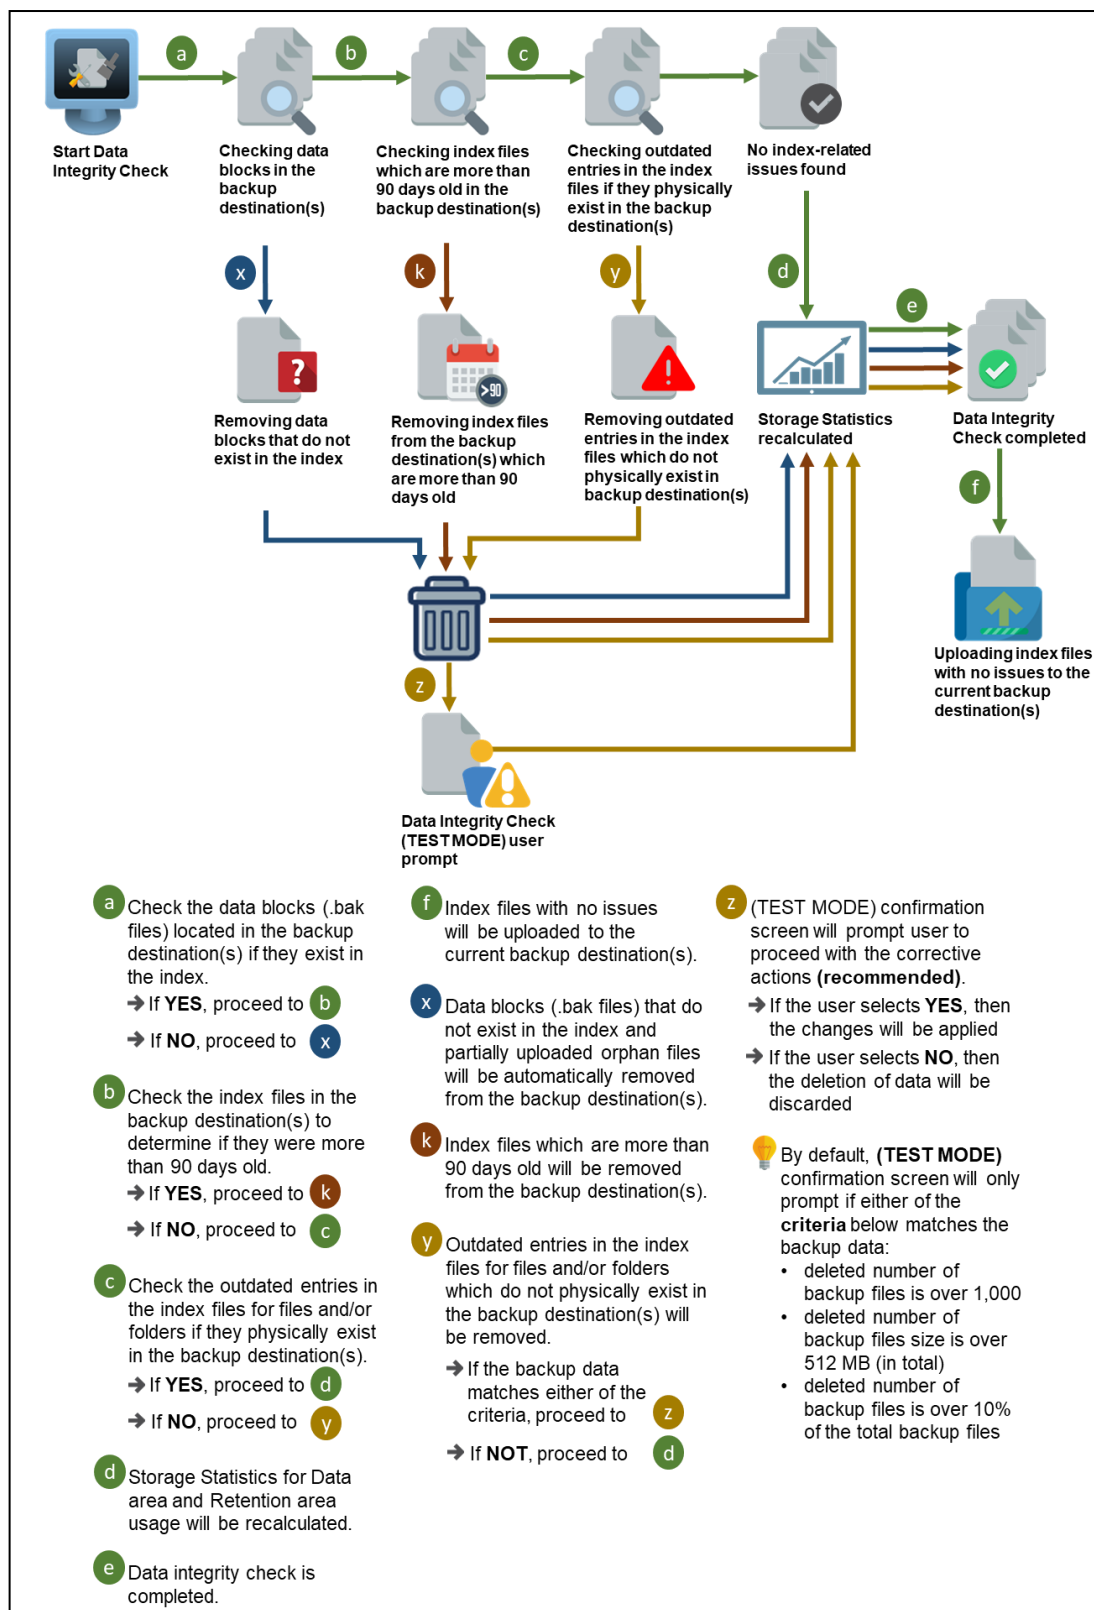 a
b
c
Start Data
Integrity Check
Checking data
blocks in the
backup
destination(s)
Checking index files
which are more than
90 days old in the
backup destination(s)
Checking outdated
entries in the index
files if they physically
exist in the backup
destination(s)
No index-related
issues found
x
k
y
d
e
?
>90
!
Removing data
blocks that do not
exist in the index
Removing index files
from the backup
destination(s) which
are more than 90
days old
Removing outdated
entries in the index
files which do not
physically exist in
backup destination(s)
Storage Statistics
recalculated
Data Integrity
Check completed
f
Uploading index files
with no issues to the
current backup
destination(s)
z
!
Data Integrity Check
(TEST MODE) user
prompt
a Check the data blocks (.bak
files) located in the backup
destination(s) if they exist in
the index.
➔ If YES, proceed to b
➔ If NO, proceed to x
b Check the index files in the
backup destination(s) to
determine if they were more
than 90 days old.
➔ If YES, proceed to k
➔ If NO, proceed to c
c Check the outdated entries in
the index files for files and/or
folders if they physically exist
in the backup destination(s).
➔ If YES, proceed to d
➔ If NO, proceed to y
d Storage Statistics for Data
area and Retention area
usage will be recalculated.
e Data integrity check is
completed.
f Index files with no issues
will be uploaded to the
current backup destination(s).
x Data blocks (.bak files) that do
not exist in the index and
partially uploaded orphan files
will be automatically removed
from the backup destination(s).
k Index files which are more than
90 days old will be removed
from the backup destination(s).
y Outdated entries in the index
files for files and/or folders
which do not physically exist in
the backup destination(s) will
be removed.
➔ If the backup data
matches either of the
criteria, proceed to z
➔ If NOT, proceed to d
z (TEST MODE) confirmation
screen will prompt user to
proceed with the corrective
actions (recommended).
➔ If the user selects YES, then
the changes will be applied
➔ If the user selects NO, then
the deletion of data will be
discarded
By default, (TEST MODE)
confirmation screen will only
prompt if either of the
criteria below matches the
backup data:
• deleted number of
backup files is over 1,000
• deleted number of
backup files size is over
512 MB (in total)
• deleted number of
backup files is over 10%
of the total backup files